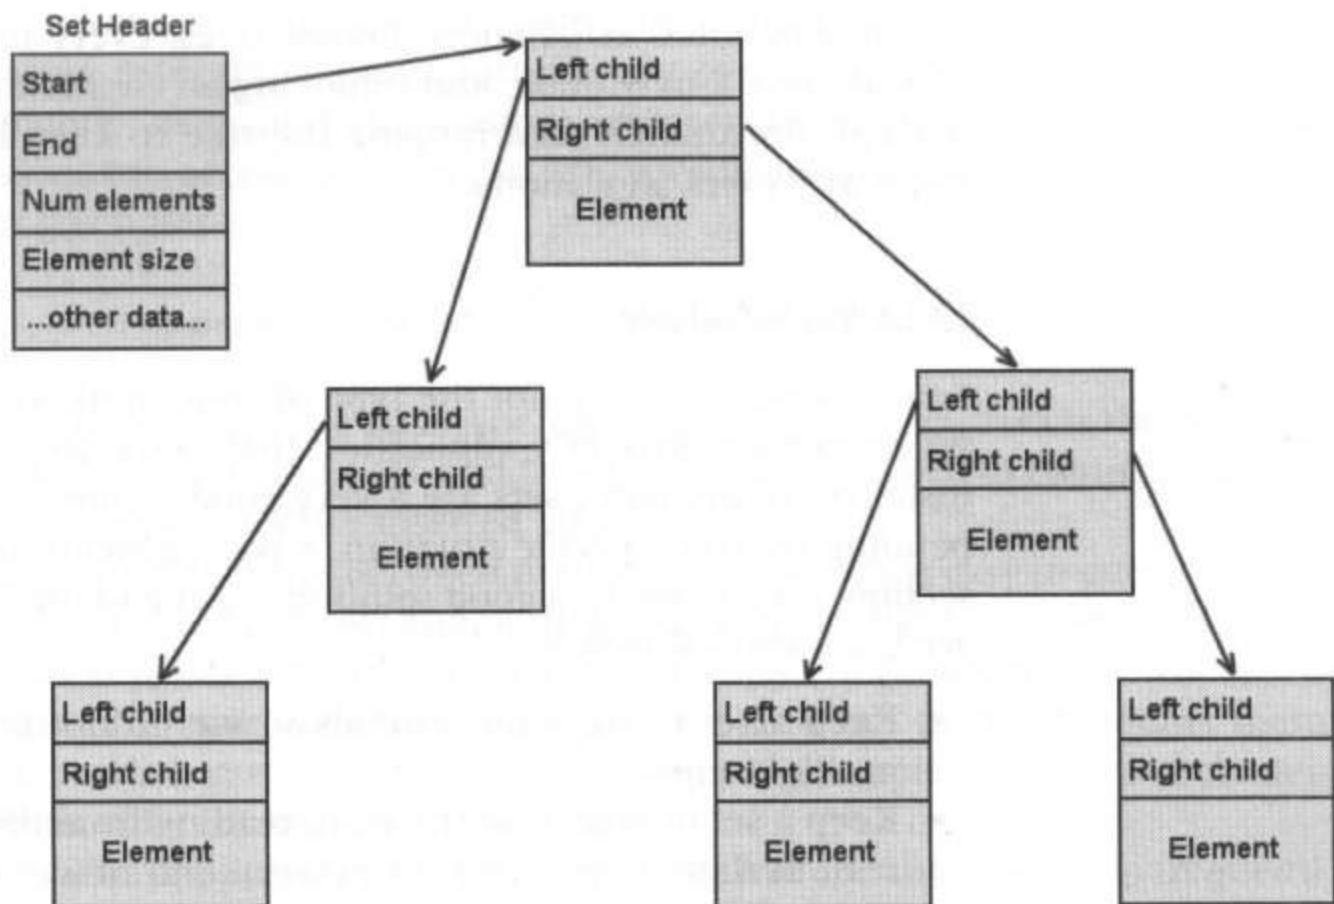 Set Header
Start
End
Num elements
Element size
...other data...
Left child
Right child
Element
Left child
Right child
Element
Left child
Right child
Element
Left child
Right child
Element
Left child
Right child
Element
Left child
Right child
Element